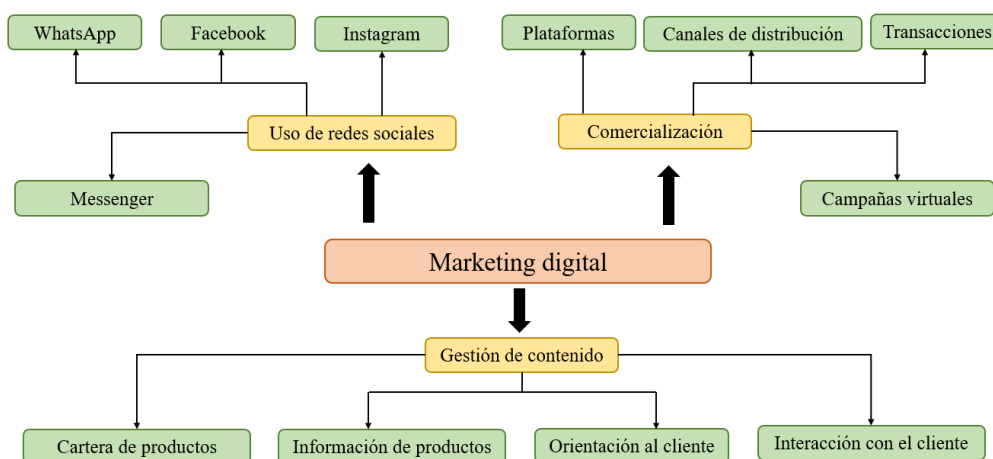 WhatsApp
Facebook
Instagram
Plataformas
Canales de distribución
Transacciones
Uso de redes sociales
Comercialización
Messenger
Campañas virtuales
Marketing digital
Gestión de contenido
Cartera de productos
Información de productos
Orientación al cliente
Interacción con el cliente